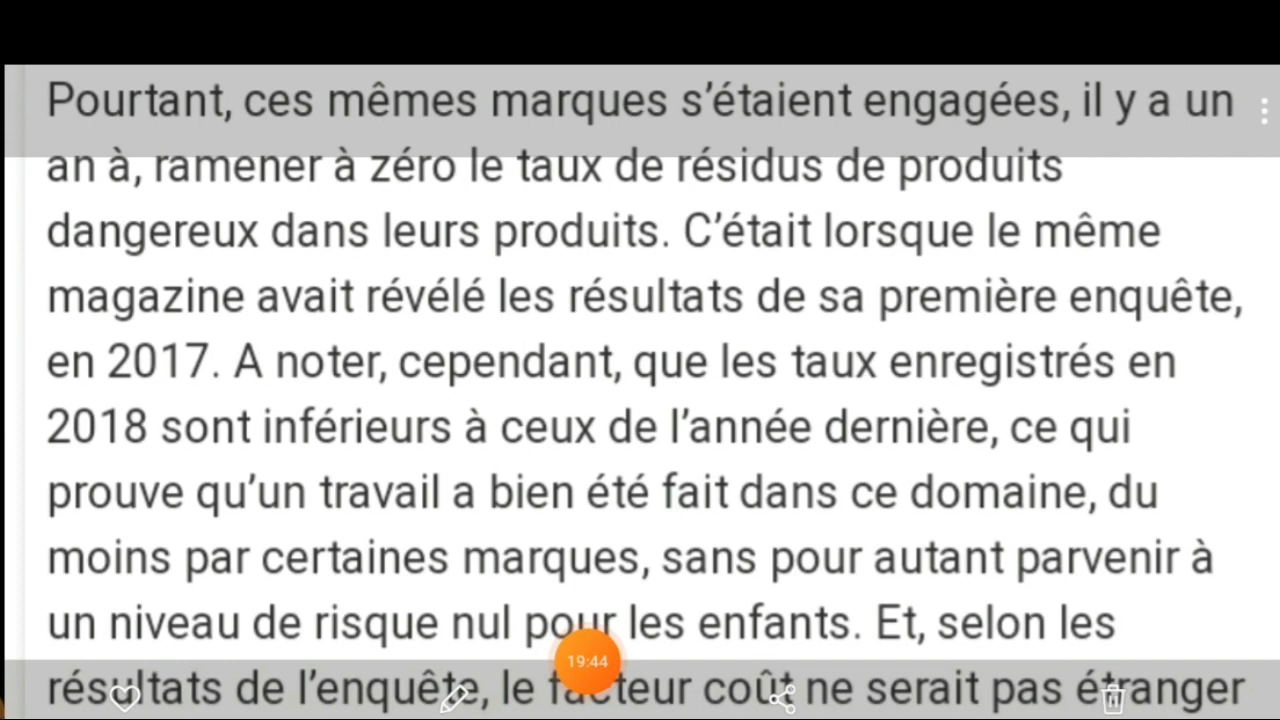 Pourtant, ces mêmes marques s’étaient engagées, il y a un
an à, ramener à zéro le taux de résidus de produits
dangereux dans leurs produits. C’était lorsque le même
magazine avait révélé les résultats de sa première enquête,
en 2017. A noter, cependant, que les taux enregistrés en
2018 sont inférieurs à ceux de l’année dernière, ce qui
prouve qu’un travail a bien été fait dans ce domaine, du
moins par certaines marques, sans pour autant parvenir à
un niveau de risque nul pour les enfants. Et, selon les
19:44
résultats de l’enquête, le facteur coût ne serait pas étranger